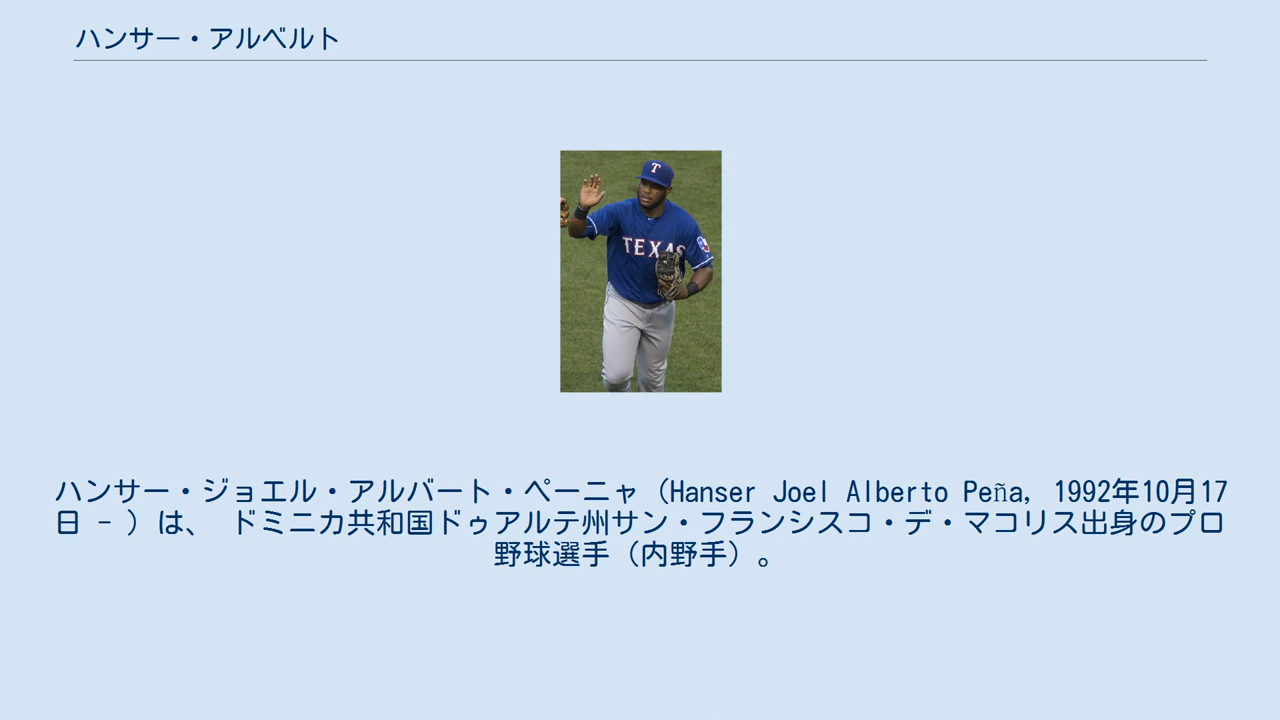 ハンサー・アルベルト
T
TEXAS
ハンサー・ジョエル・アルバート・ペーニャ（Hanser Joel Alberto Peña, 1992年10月17
日 - ）は、 ドミニカ共和国ドゥアルテ州サン・フランシスコ・デ・マコリス出身のプロ
野球選手（内野手）。